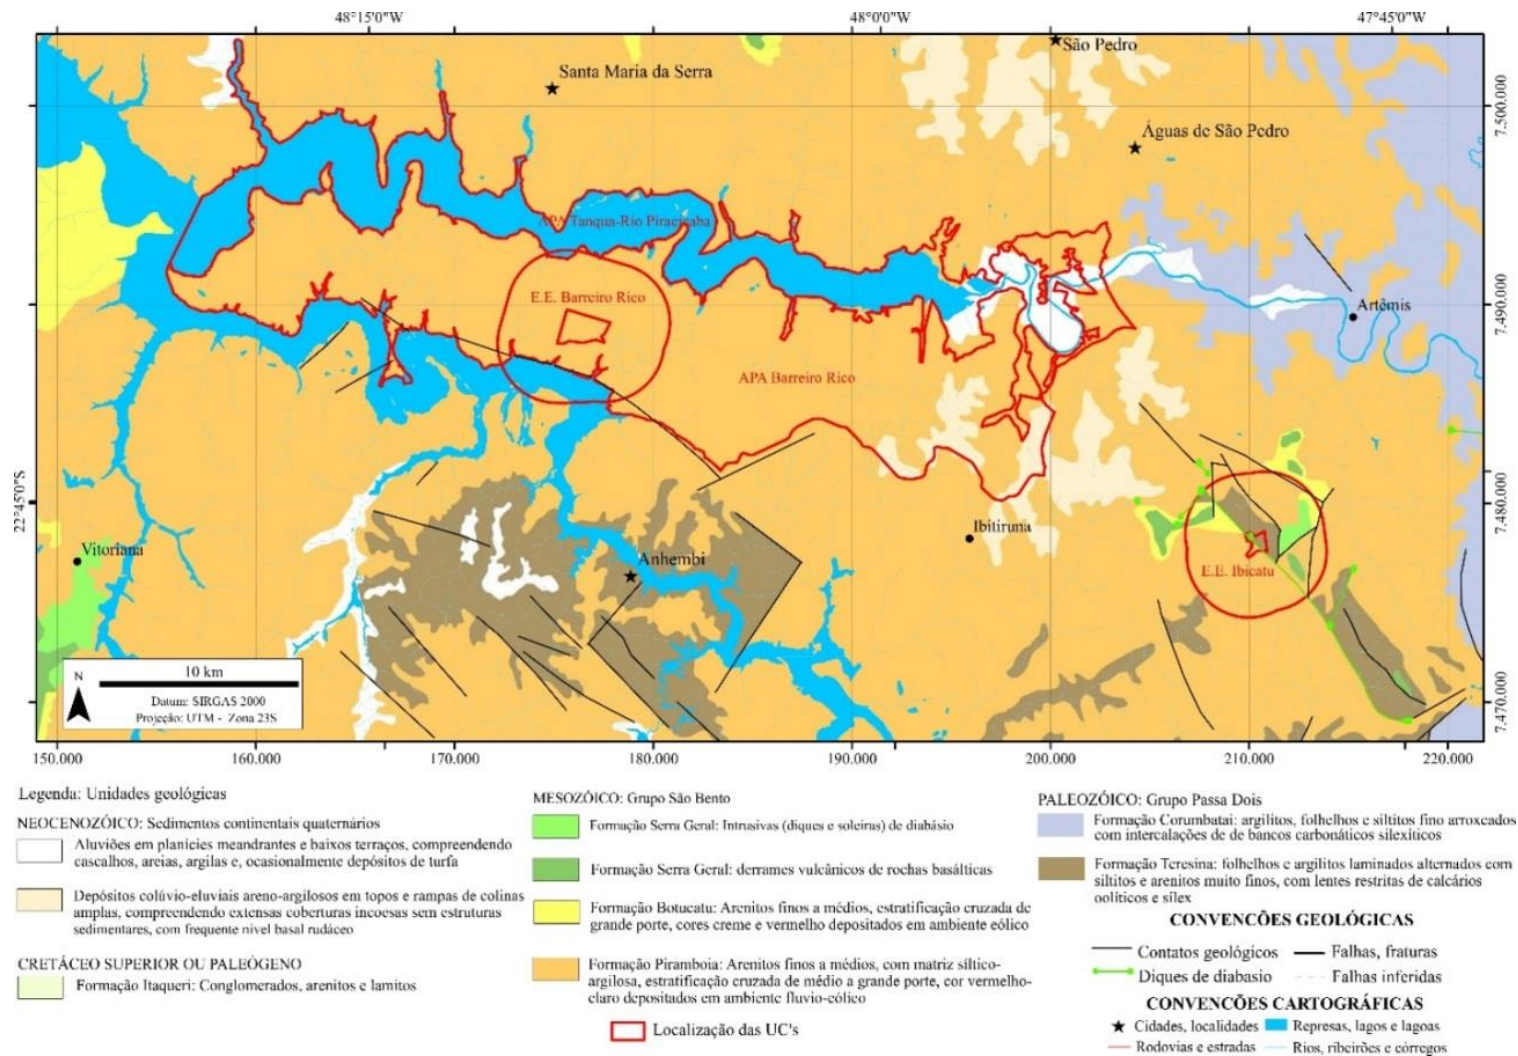 48°15'0"W 48°0'0"W 47°45'0"W
São Pedro
Santa Maria da Serra
7.500.000
Águas de São Pedro
APA Tanqua-Rio Piracicaba
E.E. Barreiro Rico
7.490.000
Artêmis
APA Barreiro Rico
22°45'0"S
7.480.000
Ibitiruna
Vitoriana
Anhembi
E.E. Ibicatu
10 km
N
Datum: SIRGAS 2000
Projeção: UTM - Zona 23S
7.470.000
150.000 160.000 170.000 180.000 190.000 200.000 210.000 220.000
Legenda: Unidades geológicas
NEOCENOZÓICO: Sedimentos continentais quaternários
Aluviões em planícies meandrantes e baixos terraços, compreendendo
cascalhos, areias, argilas e, ocasionalmente depósitos de turfa
Depósitos colúvio-eluviais areno-argilosos em topos e rampas de colinas
amplas, compreendendo extensas coberturas incoesas sem estruturas
sedimentares, com frequente nível basal rudáceo
CRETÁCEO SUPERIOR OU PALEÓGENO
Formação Itaqueri: Conglomerados, arenitos e lamitos
MESOZÓICO: Grupo São Bento
Formação Serra Geral: Intrusivas (diques e soleiras) de diabásio
Formação Serra Geral: derrames vulcânicos de rochas basálticas
Formação Botucatu: Arenitos finos a médios, estratificação cruzada de
grande porte, cores creme e vermelho depositados em ambiente eólico
Formação Piramboia: Arenitos finos a médios, com matriz síltico-
argilosa, estratificação cruzada de médio a grande porte, cor vermelho-
claro depositados em ambiente fluvio-eólico
Localização das UC's
PALEOZÓICO: Grupo Passa Dois
Formação Corumbatai: argilitos, folhelhos e siltitos fino arroxeados
com intercalações de de bancos carbonáticos silexíticos
Formação Teresina: folhelhos e argilitos laminados alternados com
siltitos e arenitos muito finos, com lentes restritas de calcários
oolíticos e sílex
CONVENCÕES GEOLÓGICAS
Contatos geológicos Falhas, fraturas
Diques de diabasio Falhas inferidas
CONVENCÕES CARTOGRÁFICAS
Cidades, localidades Represas, lagos e lagoas
Rodovias e estradas Rios, ribeirões e córregos